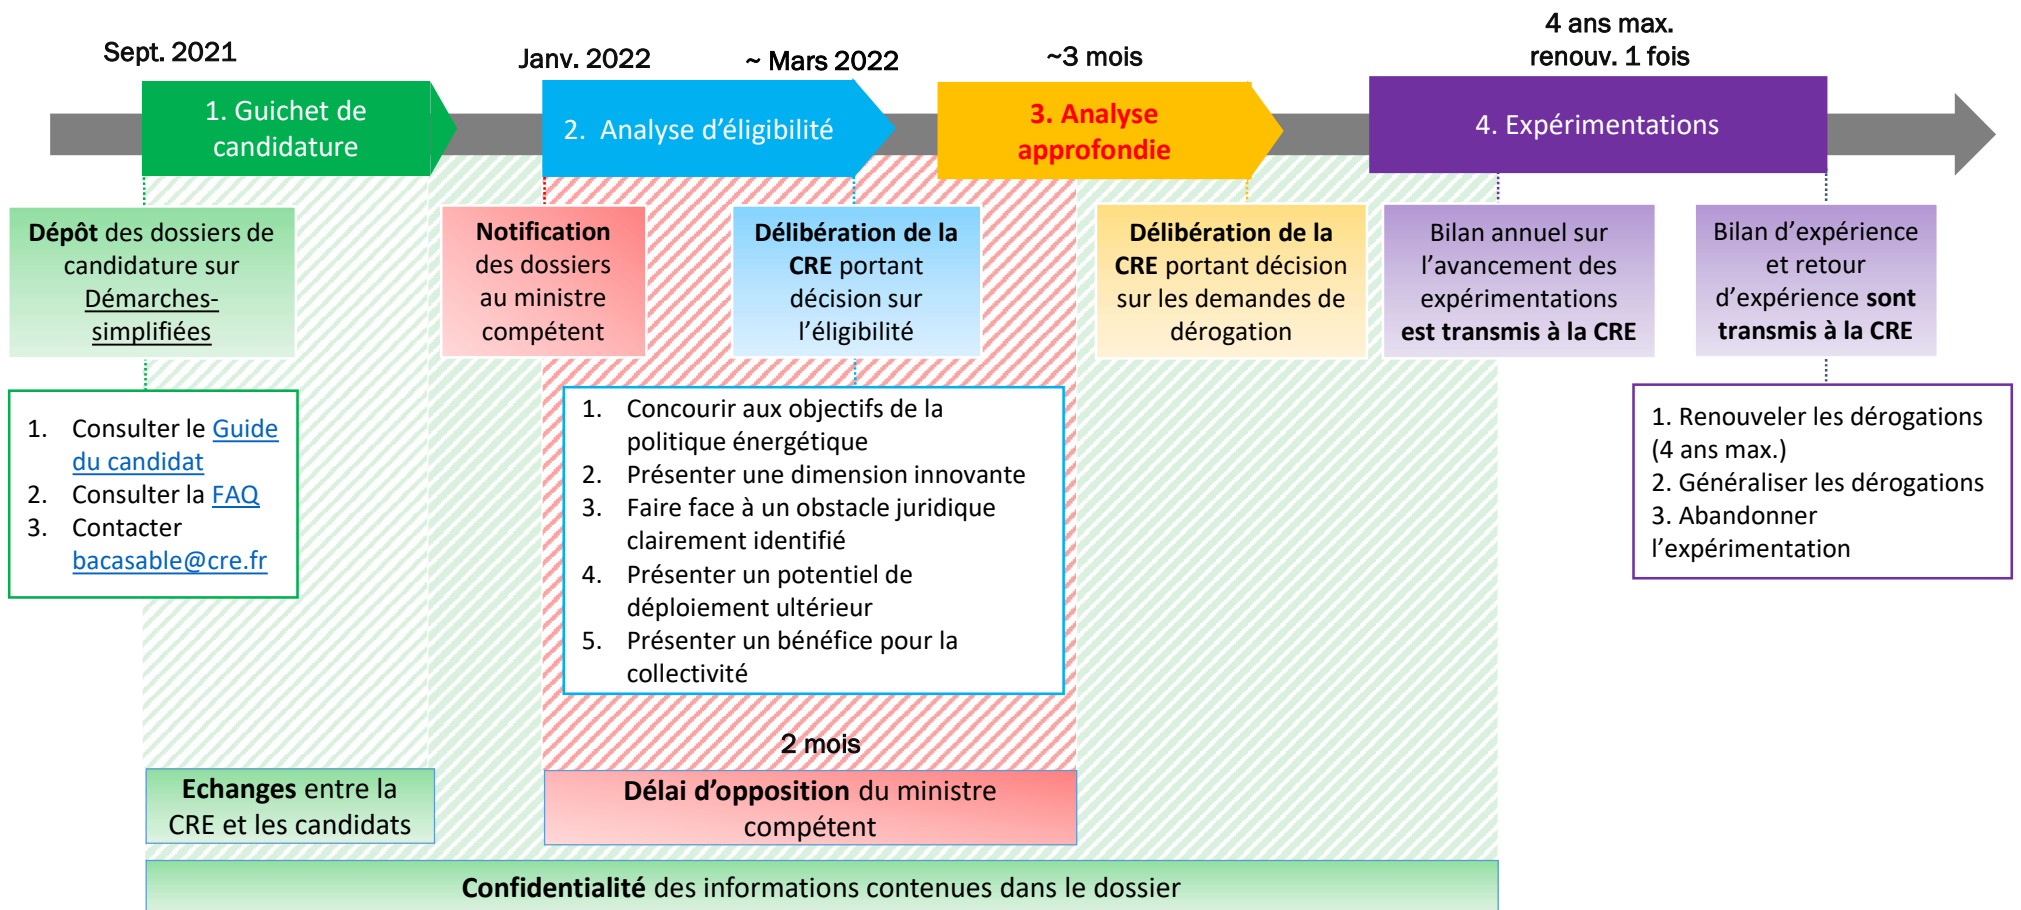 Sept. 2021
Janv. 2022
~ Mars 2022
~3 mois
4 ans max.
renouv. 1 fois
1. Guichet de
candidature
2. Analyse d'éligibilité
3. Analyse
approfondie
4. Expérimentations
Dépôt des dossiers de
candidature sur
Démarches-
simplifiées
Notification
des dossiers
au ministre
compétent
Délibération de la
CRE portant
décision sur
l'éligibilité
Délibération de la
CRE portant décision
sur les demandes de
dérogation
Bilan annuel sur
l'avancement des
expérimentations
est transmis à la CRE
Bilan d'expérience
et retour
d'expérience sont
transmis à la CRE
1. Consulter le Guide
du candidat
2. Consulter la FAQ
3. Contacter
bacasable@cre.fr
1. Concourir aux objectifs de la
politique énergétique
2. Présenter une dimension innovante
3. Faire face à un obstacle juridique
clairement identifié
4. Présenter un potentiel de
déploiement ultérieur
5. Présenter un bénéfice pour la
collectivité
1. Renouveler les dérogations
(4 ans max.)
2. Généraliser les dérogations
3. Abandonner
l'expérimentation
2 mois
Echanges entre la
CRE et les candidats
Délai d'opposition du ministre
compétent
Confidentialité des informations contenues dans le dossier